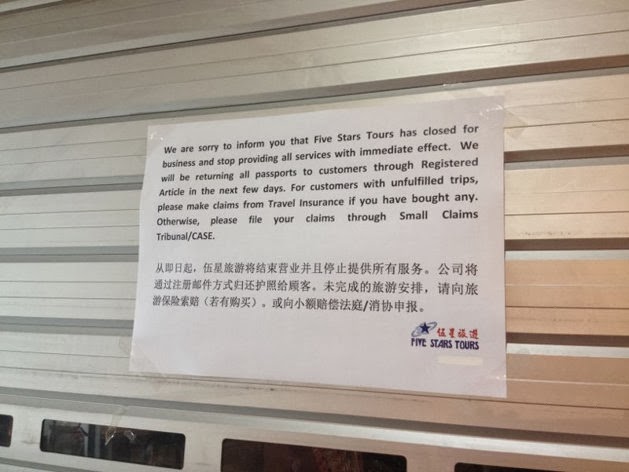 We are sorry to inform you that Five Stars Tours has closed for
business and stop providing all services with immediate effect. We
will be returning all passports to customers through Registered
Article in the next few days. For customers with unfulfilled trips,
please make claims from Travel Insurance if you have bought any.
Otherwise, please file your claims through Small Claims
Tribunal/CASE.
从即日起，伍星旅游将结束营业并且停止提供所有服务。公司将
通过注册邮件方式归还护照给顾客。未完成的旅游安排，请向旅
游保险索赔（若有购买）。或向小额赔偿法庭/消协申报。
伍星旅遊
FIVE STARS TOURS